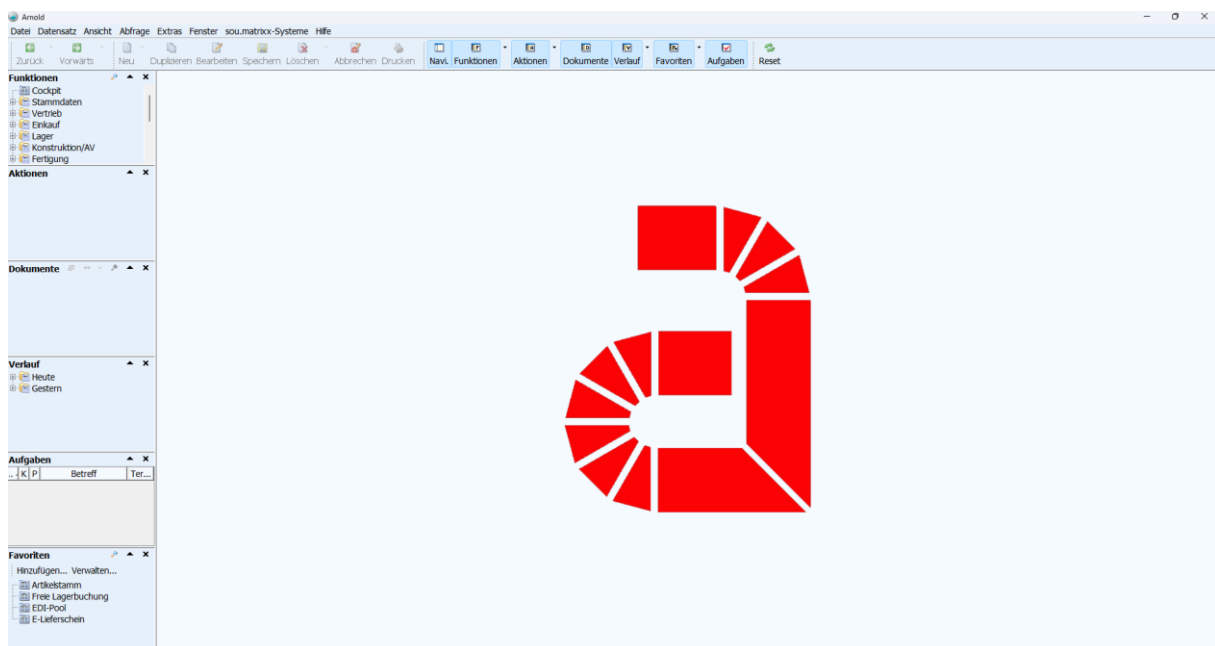 Arnold
Datei Datensatz Ansicht Abfrage Extras Fenster sou.matrixx-Systeme Hilfe
Zurück Vorwärts Neu Duplizieren Bearbeiten Speichern Löschen Abbrechen Drucken Navi. Funktionen Aktionen Dokumente Verlauf Favoriten Aufgaben Reset
Funktionen
Cockpit
Stammdaten
Vertrieb
Einkauf
Lager
Konstruktion/AV
Fertigung
Aktionen
Dokumente
Verlauf
Heute
Gestern
Aufgaben
... K P Betreff Ter...
Favoriten
Hinzufügen... Verwalten...
Artikelstamm
Freie Lagerbuchung
EDI-Pool
E-Lieferschein